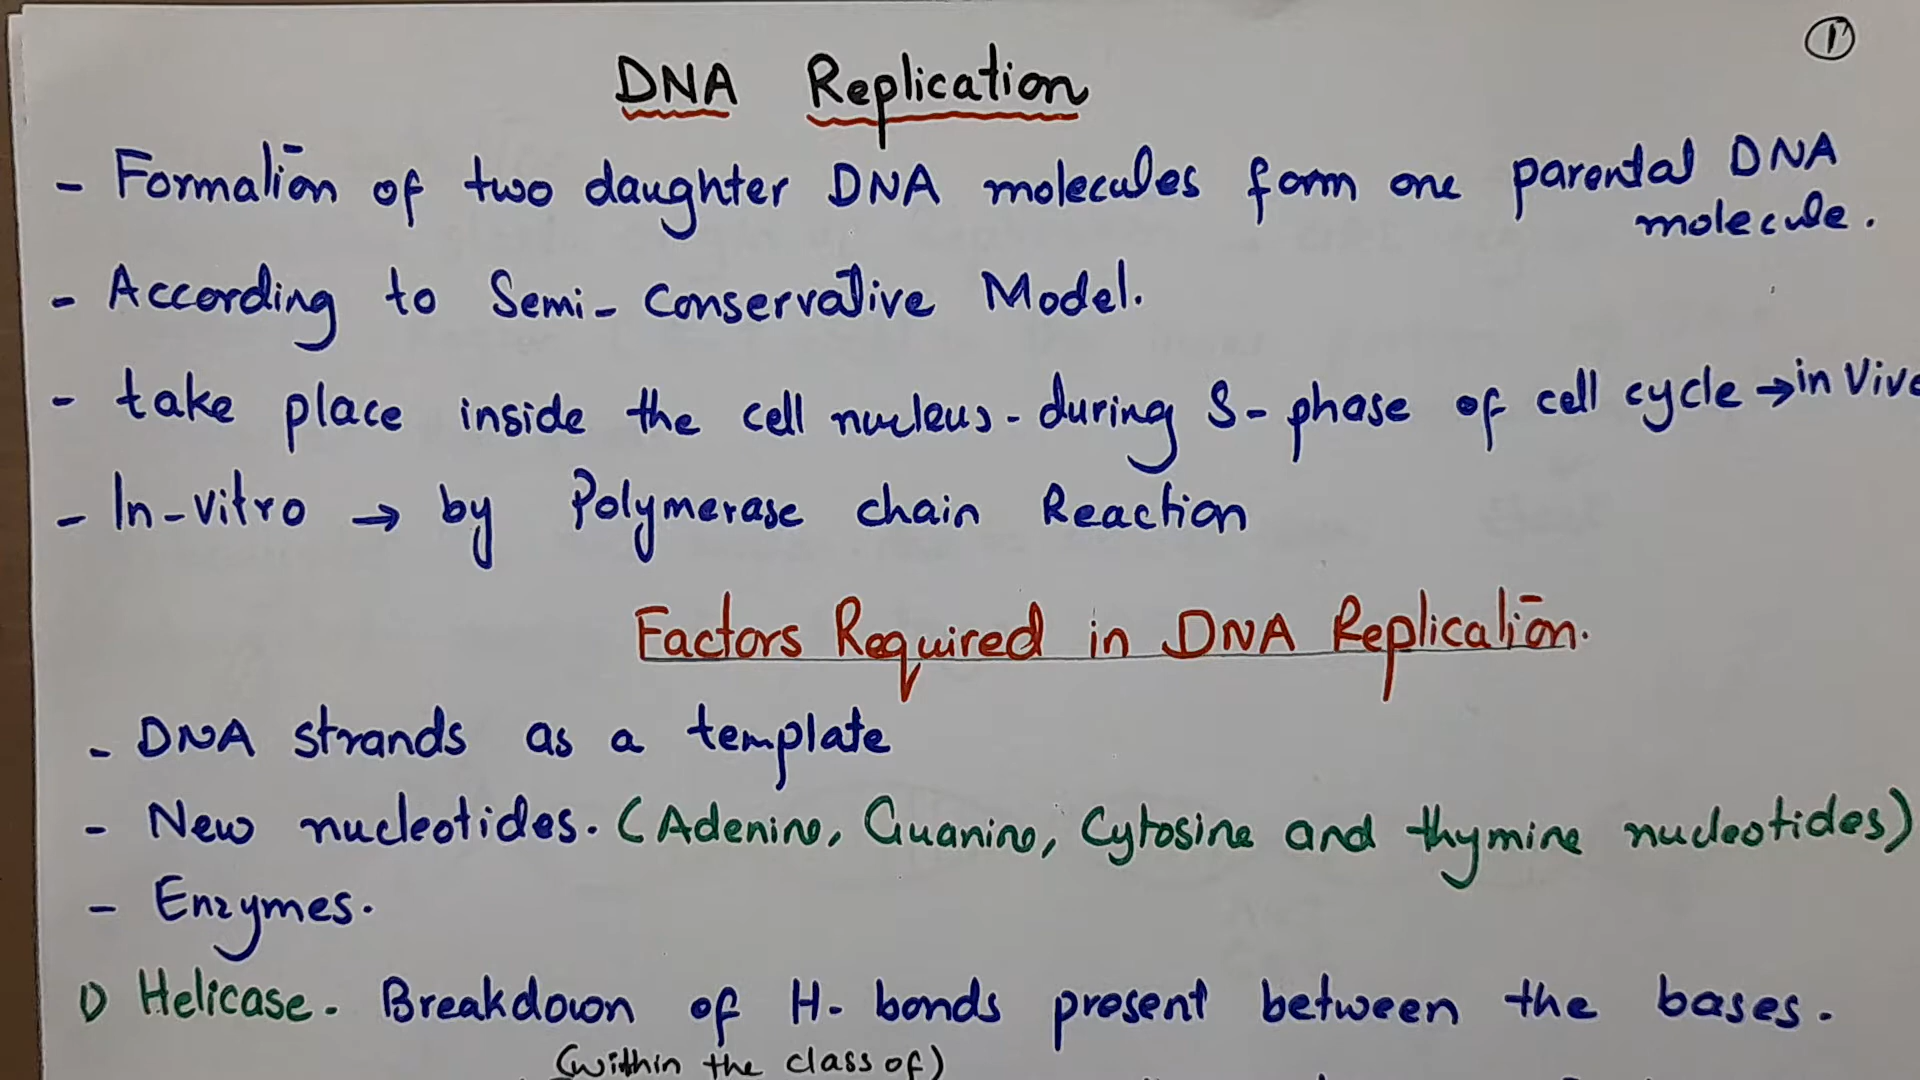 1
DNA Replication
- Formation of two daughter DNA molecules form one parental DNA
molecule.
- According to Semi-Conservative Model.
- take place inside the cell nucleus - during S-phase of cell cycle → in Vivo
- In-vitro → by Polymerase chain Reaction
Factors Required in DNA Replication.
- DNA strands as a template
- New nucleotides. (Adenine, Guanine, Cytosine and thymine nucleotides)
- Enzymes.
1) Helicase. Breakdown of H-bonds present between the bases.
(within the class of)